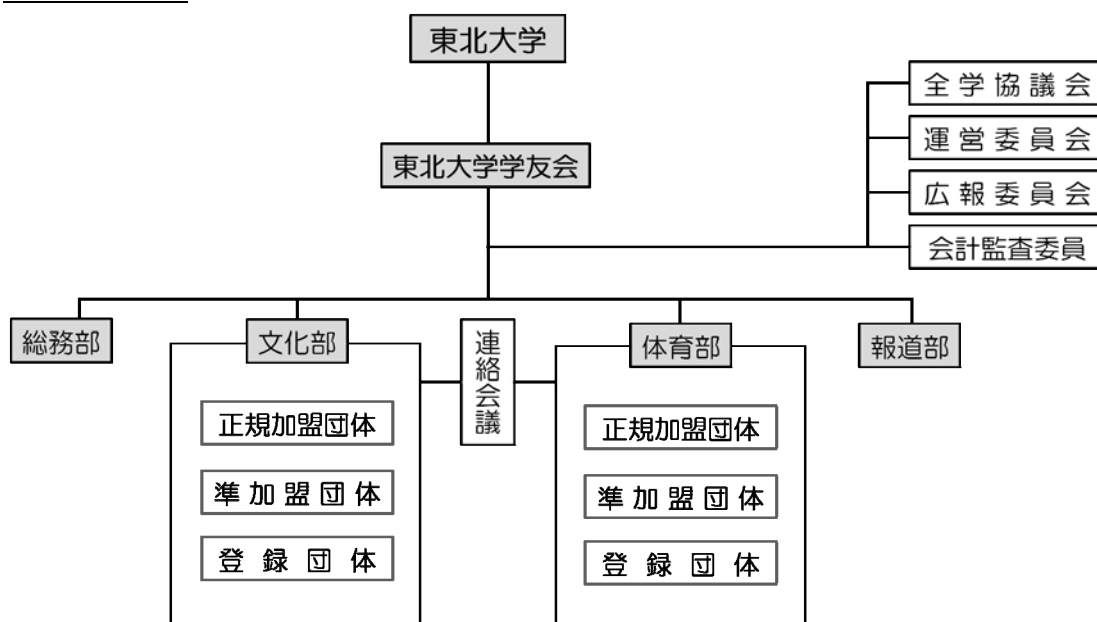 東北大学
東北大学学友会
全学協議会
運営委員会
広報委員会
会計監査委員
総務部
文化部
連絡会議
体育部
報道部
正規加盟団体
準加盟団体
登録団体
正規加盟団体
準加盟団体
登録団体